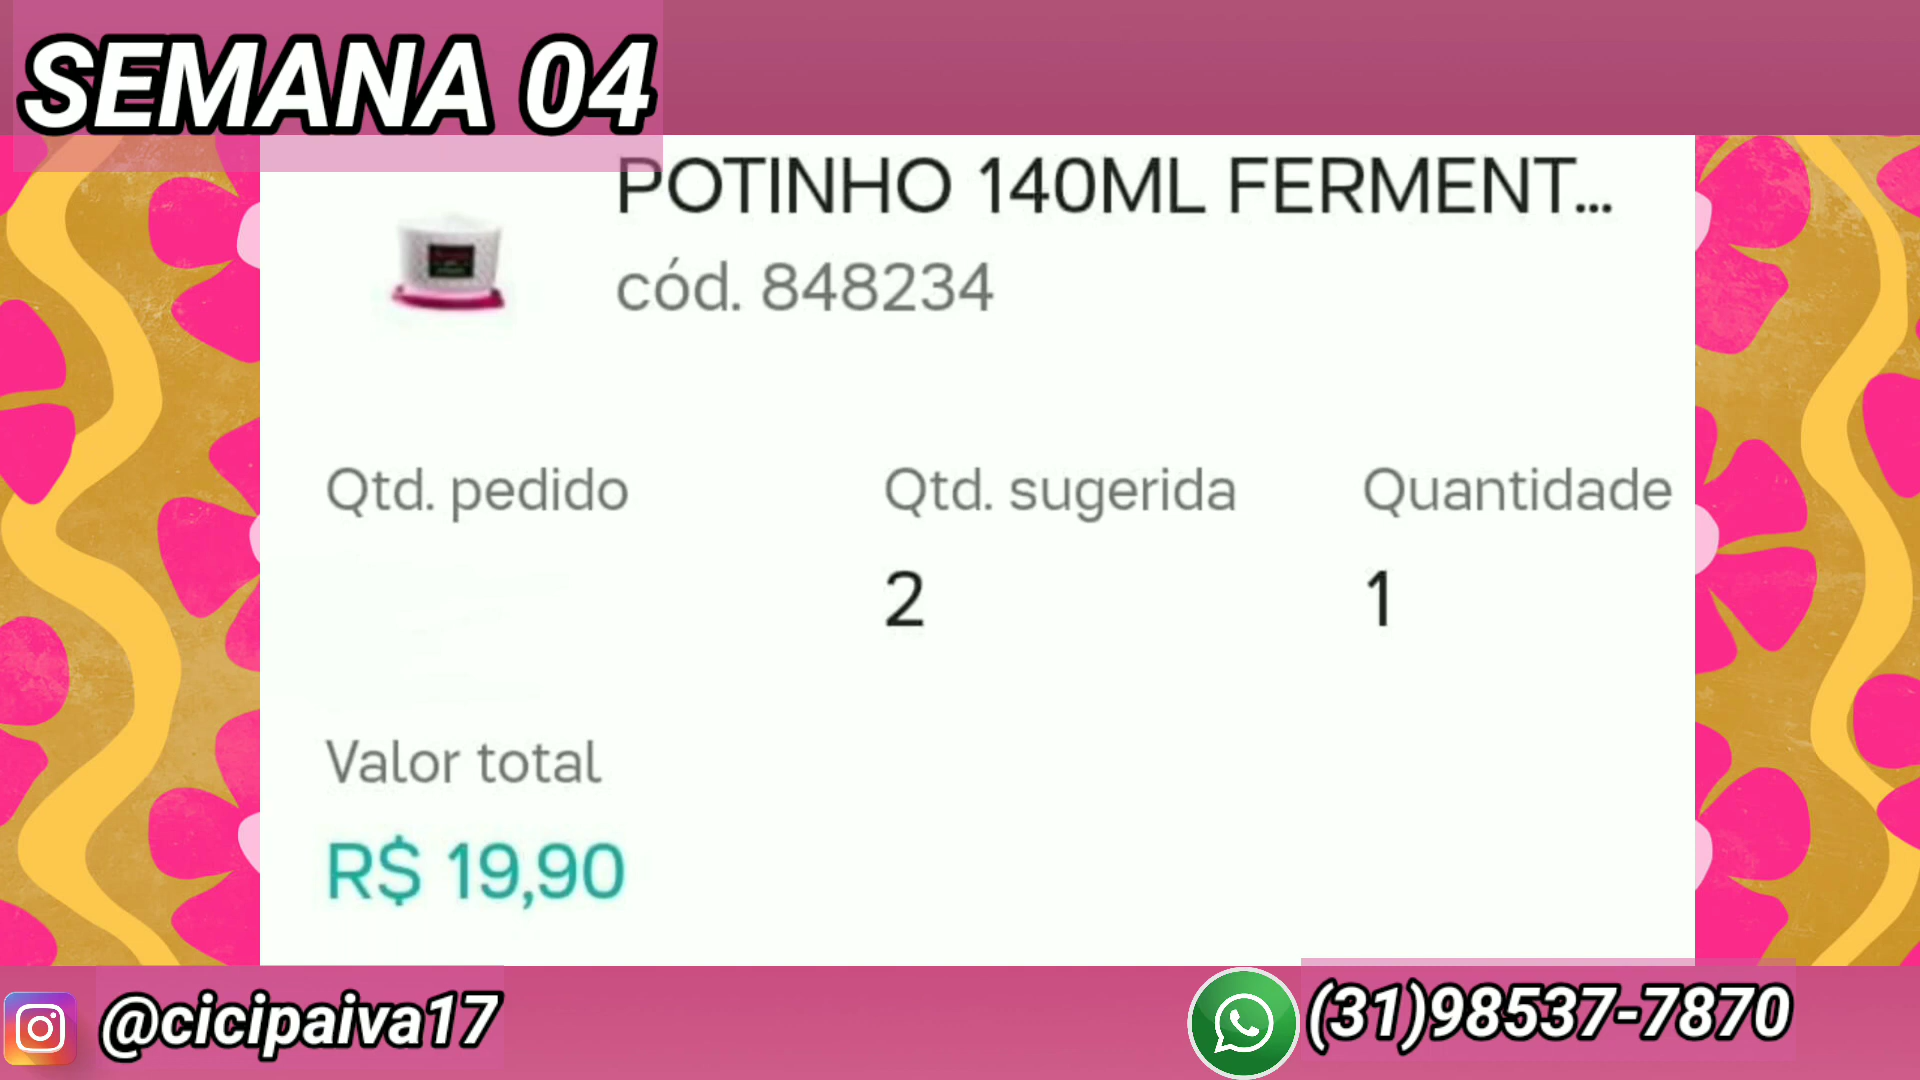 SEMANA 04
POTINHO 140ML FERMENT...
cód. 848234
Qtd. pedido
Qtd. sugerida
Quantidade
2
1
Valor total
R$ 19,90
@cicipaiva17
(31)98537-7870